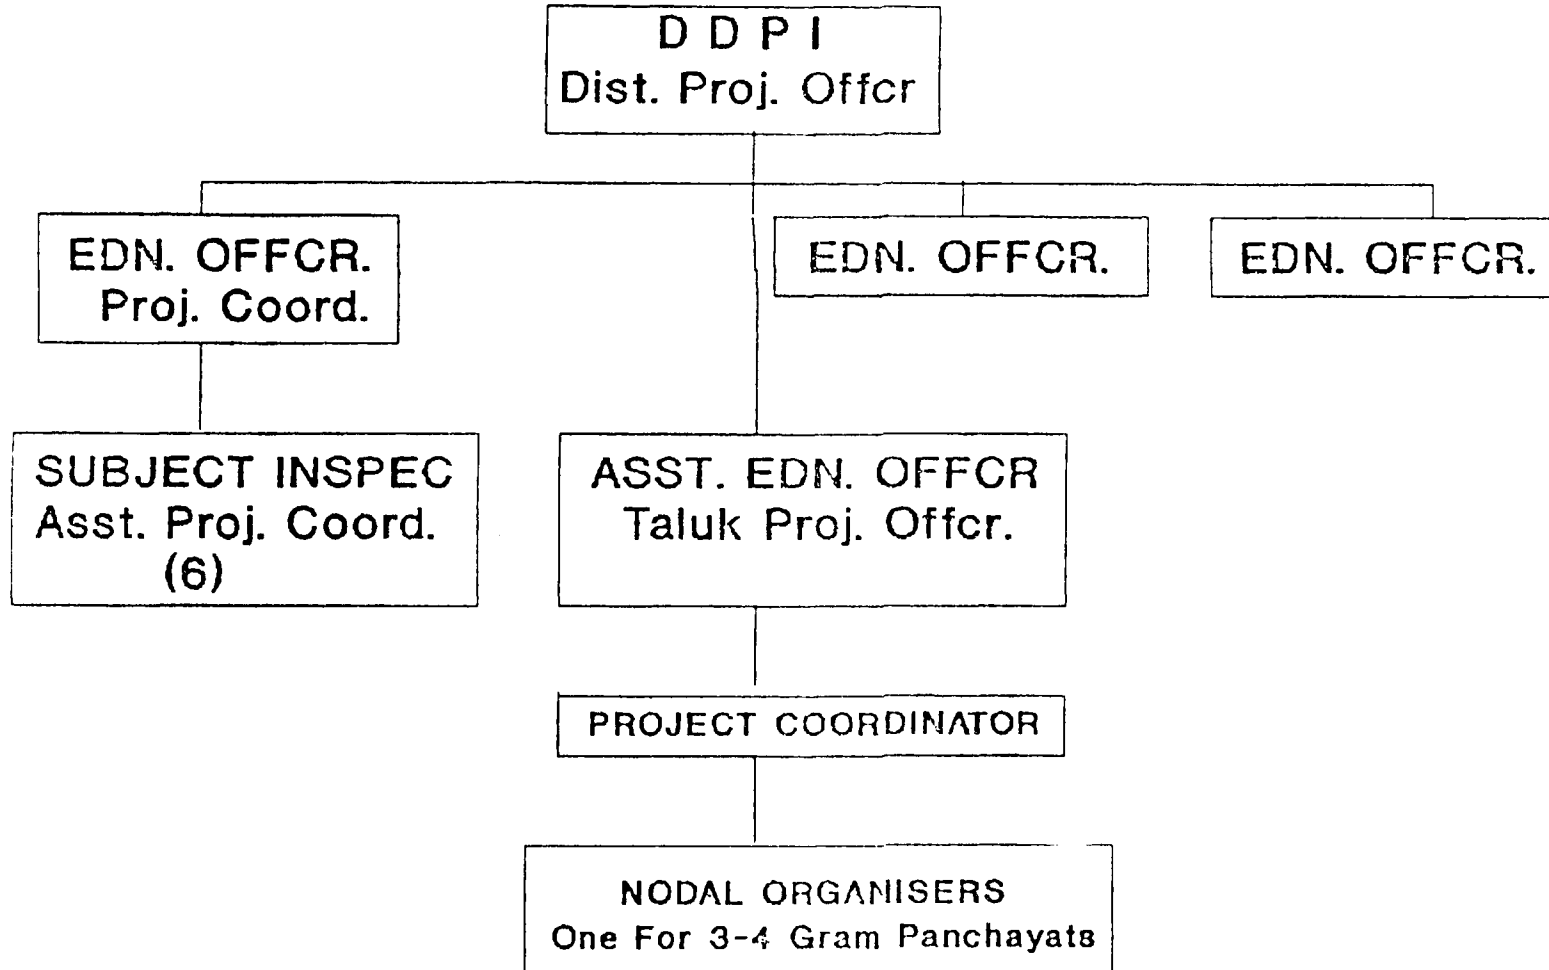 D D P I
Dist. Proj. Offcr
EDN. OFFCR.
Proj. Coord.
EDN. OFFCR.
EDN. OFFCR.
SUBJECT INSPEC
Asst. Proj. Coord.
(6)
ASST. EDN. OFFCR
Taluk Proj. Offcr.
PROJECT COORDINATOR
NODAL ORGANISERS
One For 3-4 Gram Panchayats